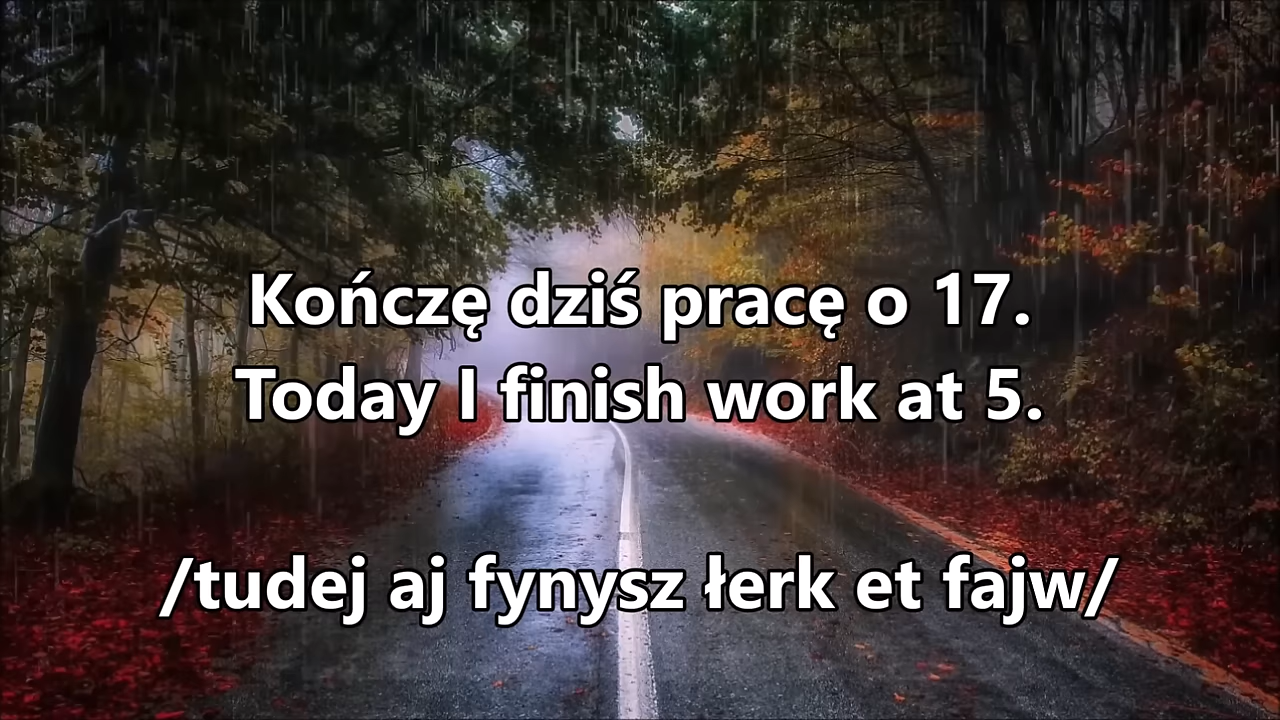 Kończę dziś pracę o 17.
Today I finish work at 5.
/tudej aj fynysz łerk et fajw/